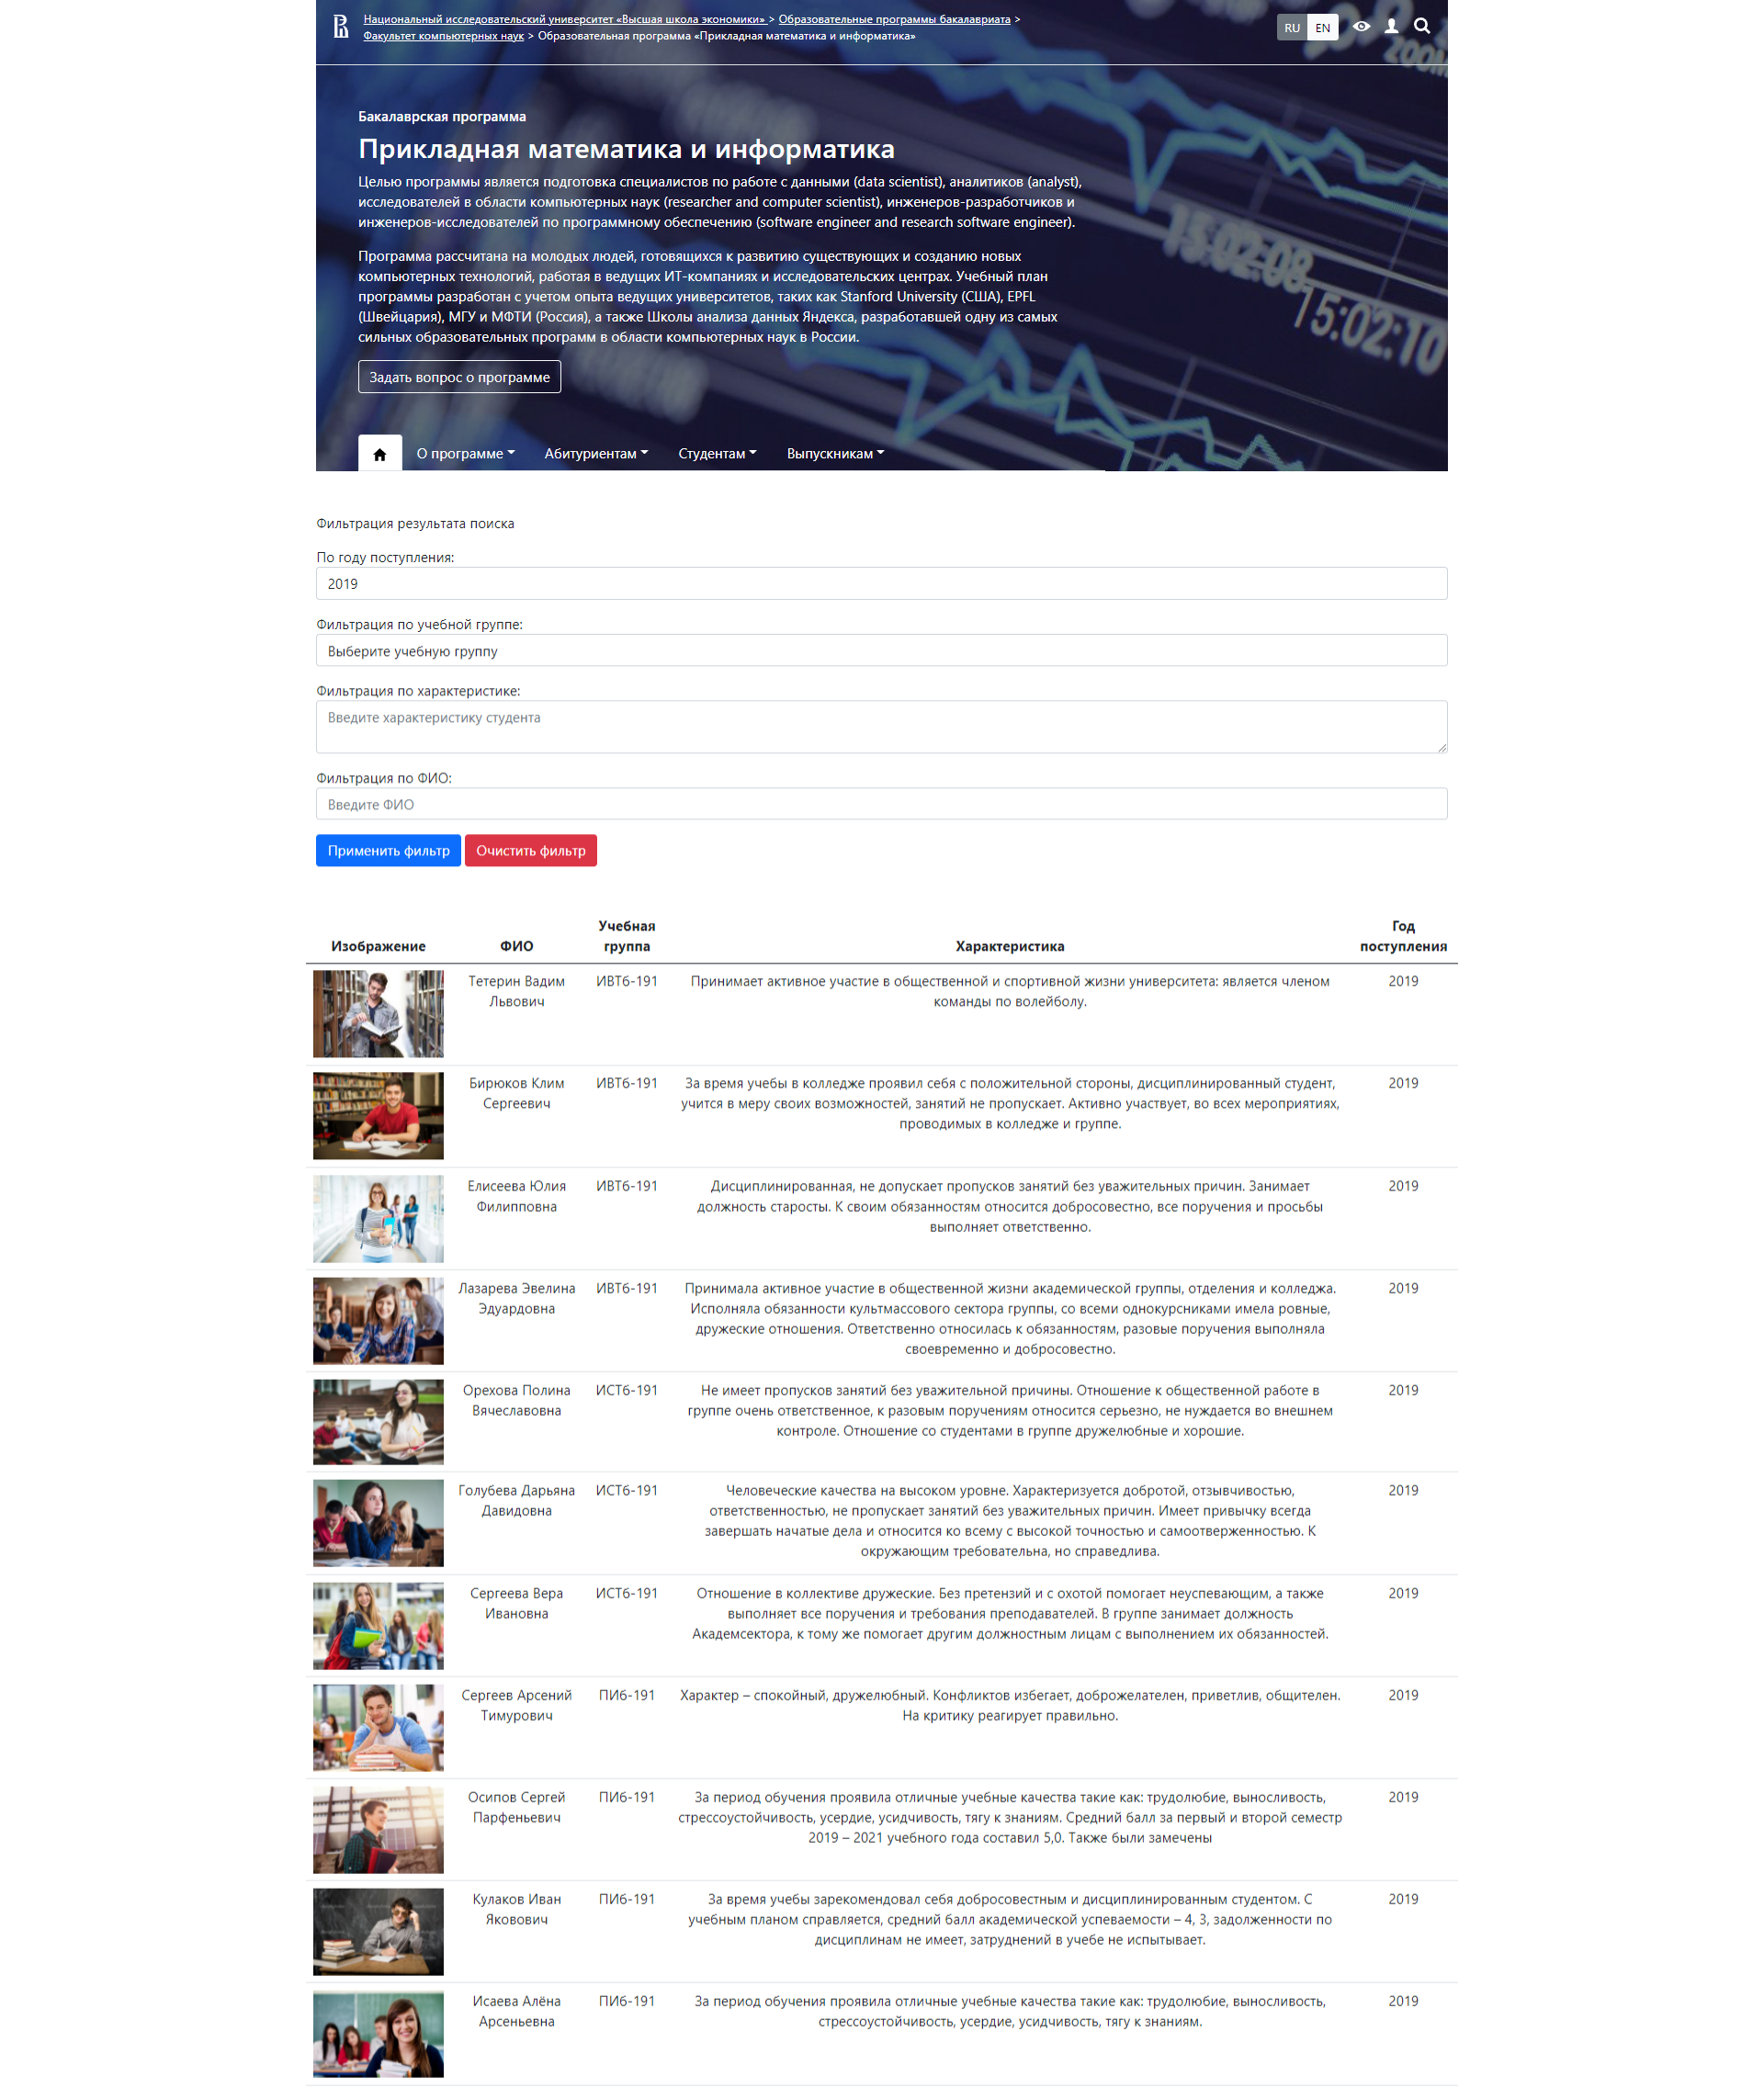 Национальный исследовательский университет «Высшая школа экономики» > Образовательные программы бакалавриата >
Факультет компьютерных наук > Образовательная программа «Прикладная математика и информатика»
RU EN
ZOOM
Бакалаврская программа
Прикладная математика и информатика
Целью программы является подготовка специалистов по работе с данными (data scientist), аналитиков (analyst),
исследователей в области компьютерных наук (researcher and computer scientist), инженеров-разработчиков и
инженеров-исследователей по программному обеспечению (software engineer and research software engineer).
15:02:08
Программа рассчитана на молодых людей, готовящихся к развитию существующих и созданию новых
компьютерных технологий, работая в ведущих ИТ-компаниях и исследовательских центрах. Учебный план
программы разработан с учетом опыта ведущих университетов, таких как Stanford University (США), EPFL
(Швейцария), МГУ и МФТИ (Россия), а также Школы анализа данных Яндекса, разработавшей одну из самых
сильных образовательных программ в области компьютерных наук в России.
15:02:10
Задать вопрос о программе
О программе Абитуриентам Студентам Выпускникам
Фильтрация результата поиска
По году поступления:
2019
Фильтрация по учебной группе:
Выберите учебную группу
Фильтрация по характеристике:
Введите характеристику студента
Фильтрация по ФИО:
Введите ФИО
Применить фильтр Очистить фильтр
Изображение ФИО Учебная группа Характеристика Год поступления
Тетерин Вадим Львович ИВТб-191 Принимает активное участие в общественной и спортивной жизни университета: является членом
команды по волейболу. 2019
Бирюков Клим Сергеевич ИВТб-191 За время учебы в колледже проявил себя с положительной стороны, дисциплинированный студент,
учится в меру своих возможностей, занятий не пропускает. Активно участвует, во всех мероприятиях,
проводимых в колледже и группе. 2019
Елисеева Юлия Филипповна ИВТб-191 Дисциплинированная, не допускает пропусков занятий без уважительных причин. Занимает
должность старосты. К своим обязанностям относится добросовестно, все поручения и просьбы
выполняет ответственно. 2019
Лазарева Эвелина Эдуардовна ИВТб-191 Принимала активное участие в общественной жизни академической группы, отделения и колледжа.
Исполняла обязанности культмассового сектора группы, со всеми однокурсниками имела ровные,
дружеские отношения. Ответственно относилась к обязанностям, разовые поручения выполняла
своевременно и добросовестно. 2019
Орехова Полина Вячеславовна ИСТб-191 Не имеет пропусков занятий без уважительной причины. Отношение к общественной работе в
группе очень ответственное, к разовым поручениям относится серьезно, не нуждается во внешнем
контроле. Отношение со студентами в группе дружелюбные и хорошие. 2019
Голубева Дарьяна Давидовна ИСТб-191 Человеческие качества на высоком уровне. Характеризуется добротой, отзывчивостью,
ответственностью, не пропускает занятий без уважительных причин. Имеет привычку всегда
завершать начатые дела и относится ко всему с высокой точностью и самоотверженностью. К
окружающим требовательна, но справедлива. 2019
Сергеева Вера Ивановна ИСТб-191 Отношение в коллективе дружеские. Без претензий и с охотой помогает неуспевающим, а также
выполняет все поручения и требования преподавателей. В группе занимает должность
Академсектора, к тому же помогает другим должностным лицам с выполнением их обязанностей. 2019
Сергеев Арсений Тимурович ПИб-191 Характер – спокойный, дружелюбный. Конфликтов избегает, доброжелателен, приветлив, общителен.
На критику реагирует правильно. 2019
Осипов Сергей Парфеньевич ПИб-191 За период обучения проявила отличные учебные качества такие как: трудолюбие, выносливость,
стрессоустойчивость, усердие, усидчивость, тягу к знаниям. Средний балл за первый и второй семестр
2019 – 2021 учебного года составил 5,0. Также были замечены 2019
Кулаков Иван Яковович ПИб-191 За время учебы зарекомендовал себя добросовестным и дисциплинированным студентом. С
учебным планом справляется, средний балл академической успеваемости – 4, 3, задолженности по
дисциплинам не имеет, затруднений в учебе не испытывает. 2019
Исаева Алёна Арсеньевна ПИб-191 За период обучения проявила отличные учебные качества такие как: трудолюбие, выносливость,
стрессоустойчивость, усердие, усидчивость, тягу к знаниям. 2019